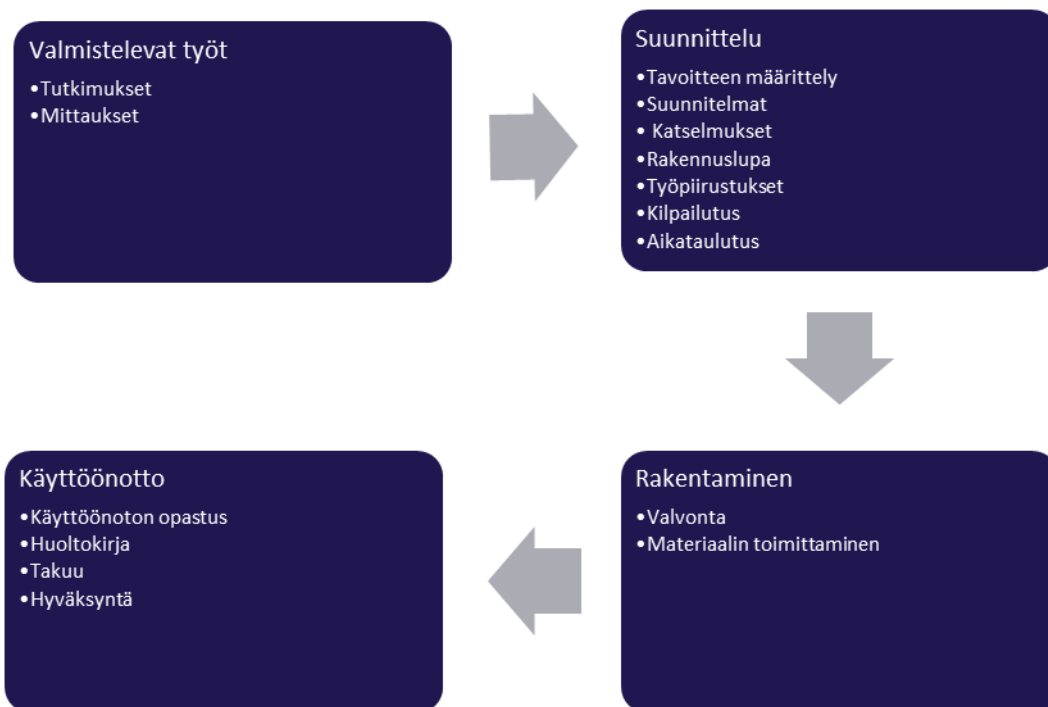 Valmistelevat työt
•Tutkimukset
•Mittaukset
Suunnittelu
•Tavoitteen määrittely
•Suunnitelmat
• Katselmukset
•Rakennuslupa
•Työpiirustukset
•Kilpailutus
•Aikataulutus
Rakentaminen
•Valvonta
•Materiaalin toimittaminen
Käyttöönotto
•Käyttöönoton opastus
•Huoltokirja
•Takuu
•Hyväksyntä